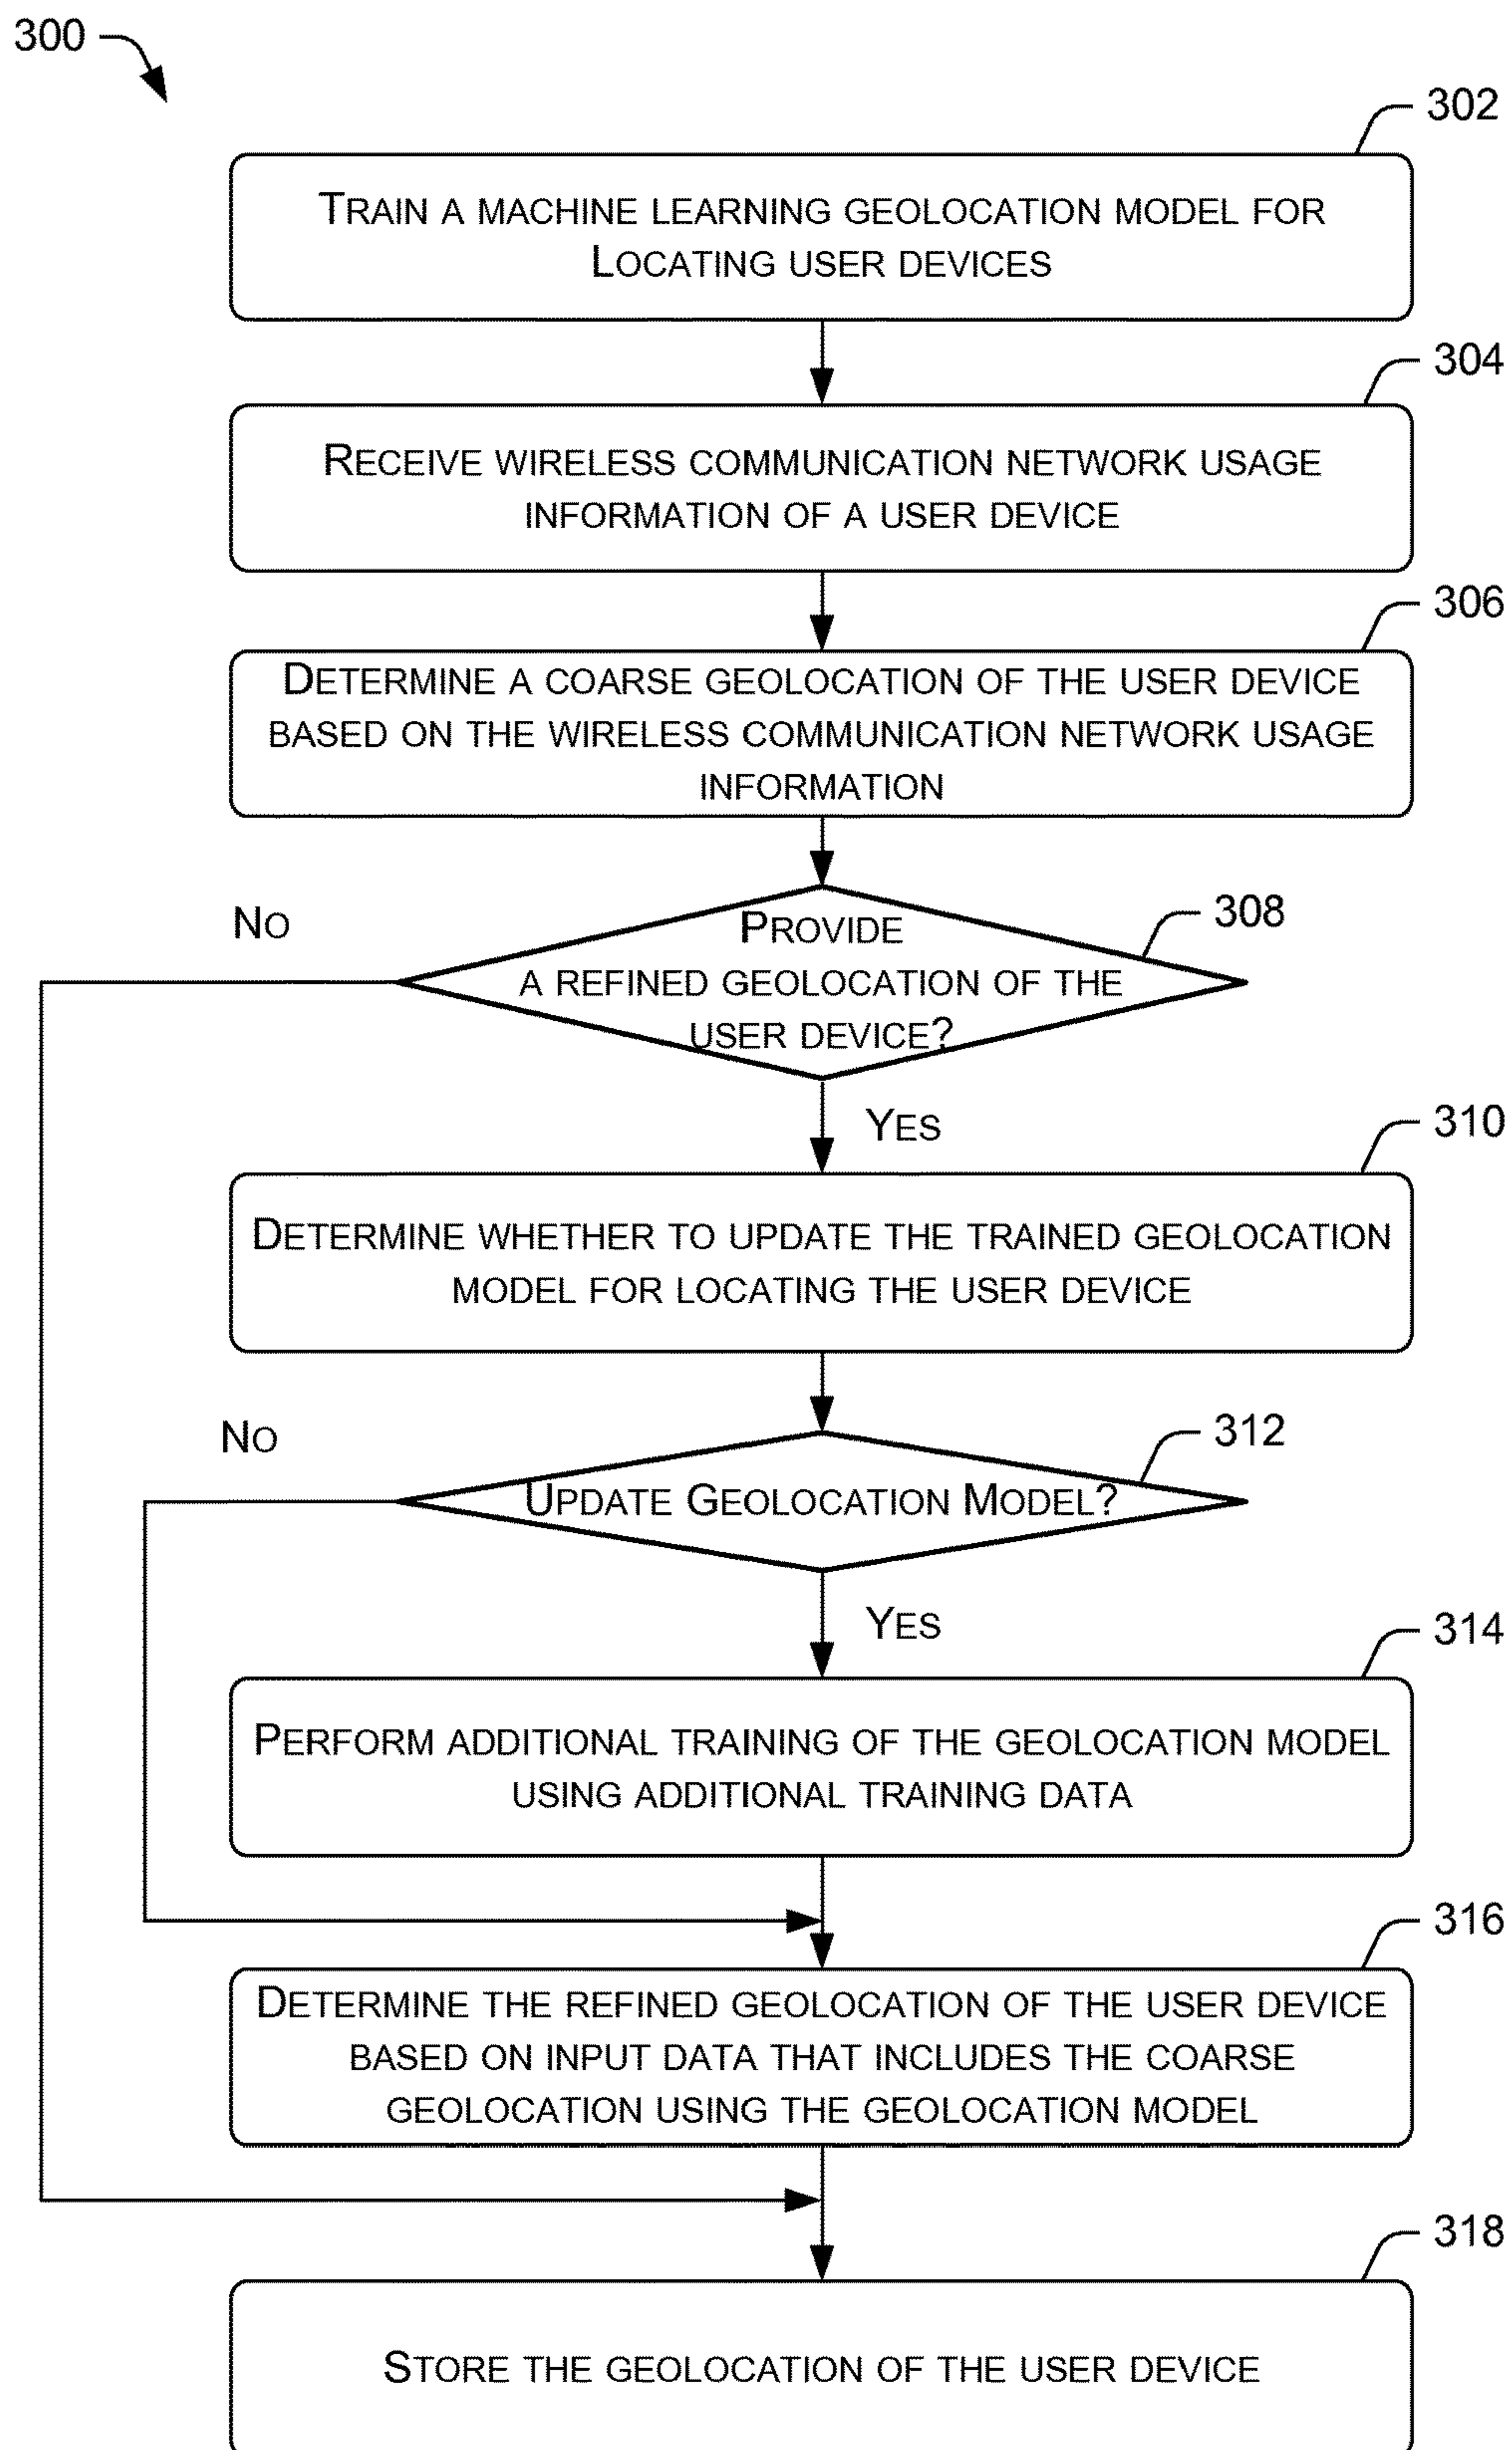 300
302
TRAIN A MACHINE LEARNING GEOLOCATION MODEL FOR
LOCATING USER DEVICES
304
RECEIVE WIRELESS COMMUNICATION NETWORK USAGE
INFORMATION OF A USER DEVICE
306
DETERMINE A COARSE GEOLOCATION OF THE USER DEVICE
BASED ON THE WIRELESS COMMUNICATION NETWORK USAGE
INFORMATION
308
NO
PROVIDE
A REFINED GEOLOCATION OF THE
USER DEVICE?
YES
310
DETERMINE WHETHER TO UPDATE THE TRAINED GEOLOCATION
MODEL FOR LOCATING THE USER DEVICE
312
NO
UPDATE GEOLOCATION MODEL?
YES
314
PERFORM ADDITIONAL TRAINING OF THE GEOLOCATION MODEL
USING ADDITIONAL TRAINING DATA
316
DETERMINE THE REFINED GEOLOCATION OF THE USER DEVICE
BASED ON INPUT DATA THAT INCLUDES THE COARSE
GEOLOCATION USING THE GEOLOCATION MODEL
318
STORE THE GEOLOCATION OF THE USER DEVICE